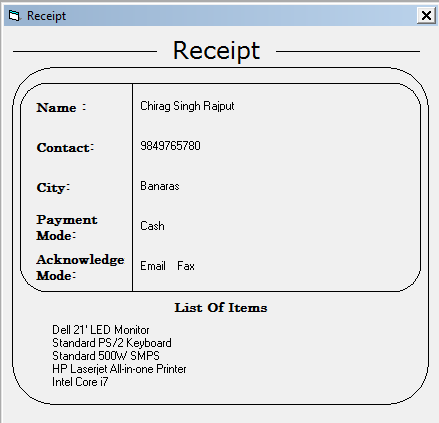 Receipt
Receipt
Name :
Chirag Singh Rajput
Contact:
9849765780
City:
Banaras
Payment
Mode:
Cash
Acknowledge
Mode:
Email Fax
List Of Items
Dell 21' LED Monitor
Standard PS/2 Keyboard
Standard 500W SMPS
HP Laserjet All-in-one Printer
Intel Core i7